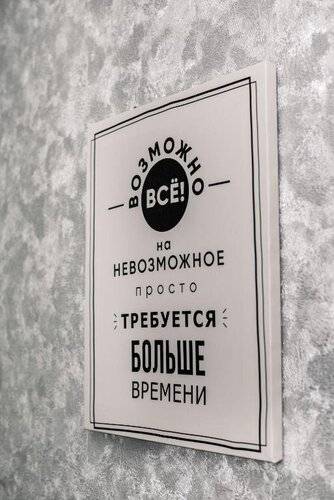 ВОЗМОЖНО
ВСЁ!
на
НЕВОЗМОЖНОЕ
просто
ТРЕБУЕТСЯ
БОЛЬШЕ
ВРЕМЕНИ